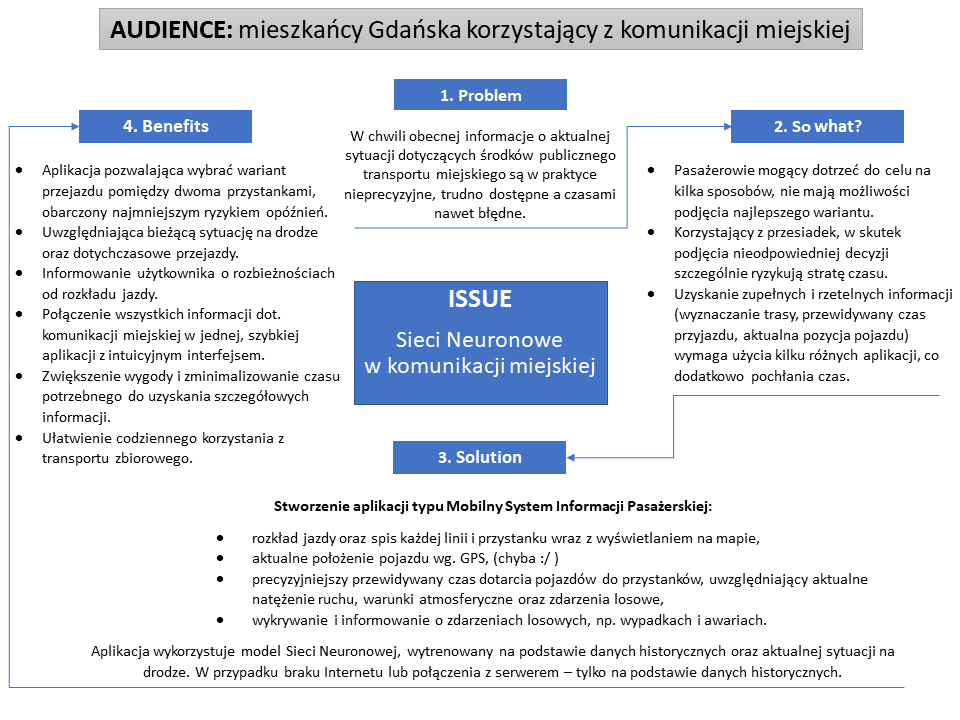 AUDIENCE: mieszkańcy Gdańska korzystający z komunikacji miejskiej
1. Problem
W chwili obecnej informacje o aktualnej
sytuacji dotyczących środków publicznego
transportu miejskiego są w praktyce
nieprecyzyjne, trudno dostępne a czasami
nawet błędne.
2. So what?
• Pasażerowie mogący dotrzeć do celu na
kilka sposobów, nie mają możliwości
podjęcia najlepszego wariantu.
• Korzystający z przesiadek, w skutek
podjęcia nieodpowiedniej decyzji
szczególnie ryzykują stratę czasu.
• Uzyskanie zupełnych i rzetelnych informacji
(wyznaczanie trasy, przewidywany czas
przyjazdu, aktualna pozycja pojazdu)
wymaga użycia kilku różnych aplikacji, co
dodatkowo pochłania czas.
ISSUE
Sieci Neuronowe
w komunikacji miejskiej
3. Solution
Stworzenie aplikacji typu Mobilny System Informacji Pasażerskiej:
• rozkład jazdy oraz spis każdej linii i przystanku wraz z wyświetlaniem na mapie,
• aktualne położenie pojazdu wg. GPS, (chyba :/ )
• precyzyjniejszy przewidywany czas dotarcia pojazdów do przystanków, uwzględniający aktualne
natężenie ruchu, warunki atmosferyczne oraz zdarzenia losowe,
• wykrywanie i informowanie o zdarzeniach losowych, np. wypadkach i awariach.
Aplikacja wykorzystuje model Sieci Neuronowej, wytrenowany na podstawie danych historycznych oraz aktualnej sytuacji na
drodze. W przypadku braku Internetu lub połączenia z serwerem – tylko na podstawie danych historycznych.
4. Benefits
• Aplikacja pozwalająca wybrać wariant
przejazdu pomiędzy dwoma przystankami,
obarczony najmniejszym ryzykiem opóźnień.
• Uwzględniająca bieżącą sytuację na drodze
oraz dotychczasowe przejazdy.
• Informowanie użytkownika o rozbieżnościach
od rozkładu jazdy.
• Połączenie wszystkich informacji dot.
komunikacji miejskiej w jednej, szybkiej
aplikacji z intuicyjnym interfejsem.
• Zwiększenie wygody i zminimalizowanie czasu
potrzebnego do uzyskania szczegółowych
informacji.
• Ułatwienie codziennego korzystania z
transportu zbiorowego.